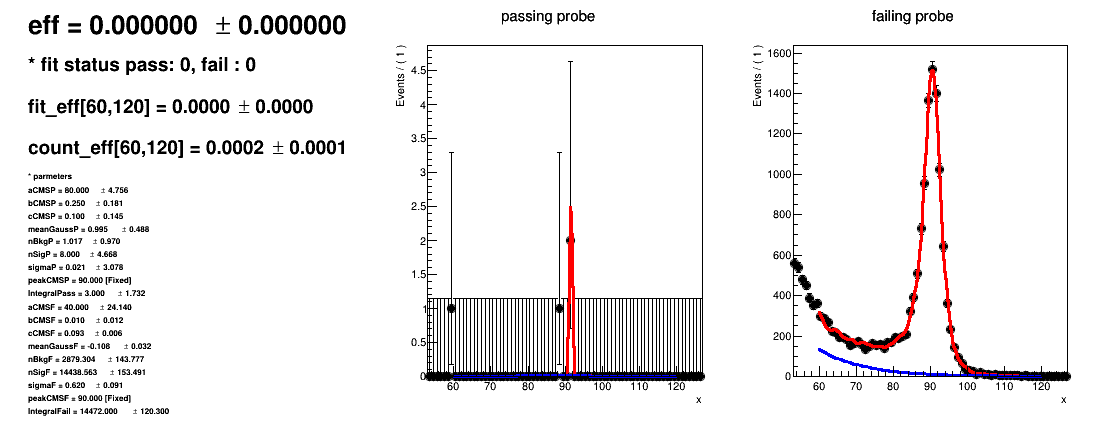 eff = 0.000000 ± 0.000000
* fit status pass: 0, fail : 0
fit_eff[60,120] = 0.0000 ± 0.0000
count_eff[60,120] = 0.0002 ± 0.0001
* parmeters
aCMSP = 80.000 ± 4.756
bCMSP = 0.250 ± 0.181
cCMSP = 0.100 ± 0.145
meanGaussP = 0.995 ± 0.488
nBkgP = 1.017 ± 0.970
nSigP = 8.000 ± 4.668
sigmaP = 0.021 ± 3.078
peakCMSP = 90.000 [Fixed]
IntegralPass = 3.000 ± 1.732
aCMSF = 40.000 ± 24.140
bCMSF = 0.010 ± 0.012
cCMSF = 0.093 ± 0.006
meanGaussF = -0.108 ± 0.032
nBkgF = 2879.304 ± 143.777
nSigF = 14438.563 ± 153.491
sigmaF = 0.620 ± 0.091
peakCMSF = 90.000 [Fixed]
IntegralFail = 14472.000 ± 120.300
passing probe
Events / ( 1 )
4.5
4
3.5
3
2.5
2
1.5
1
0.5
0
60 70 80 90 100 110 120
x
failing probe
Events / ( 1 )
1600
1400
1200
1000
800
600
400
200
0
60 70 80 90 100 110 120
x